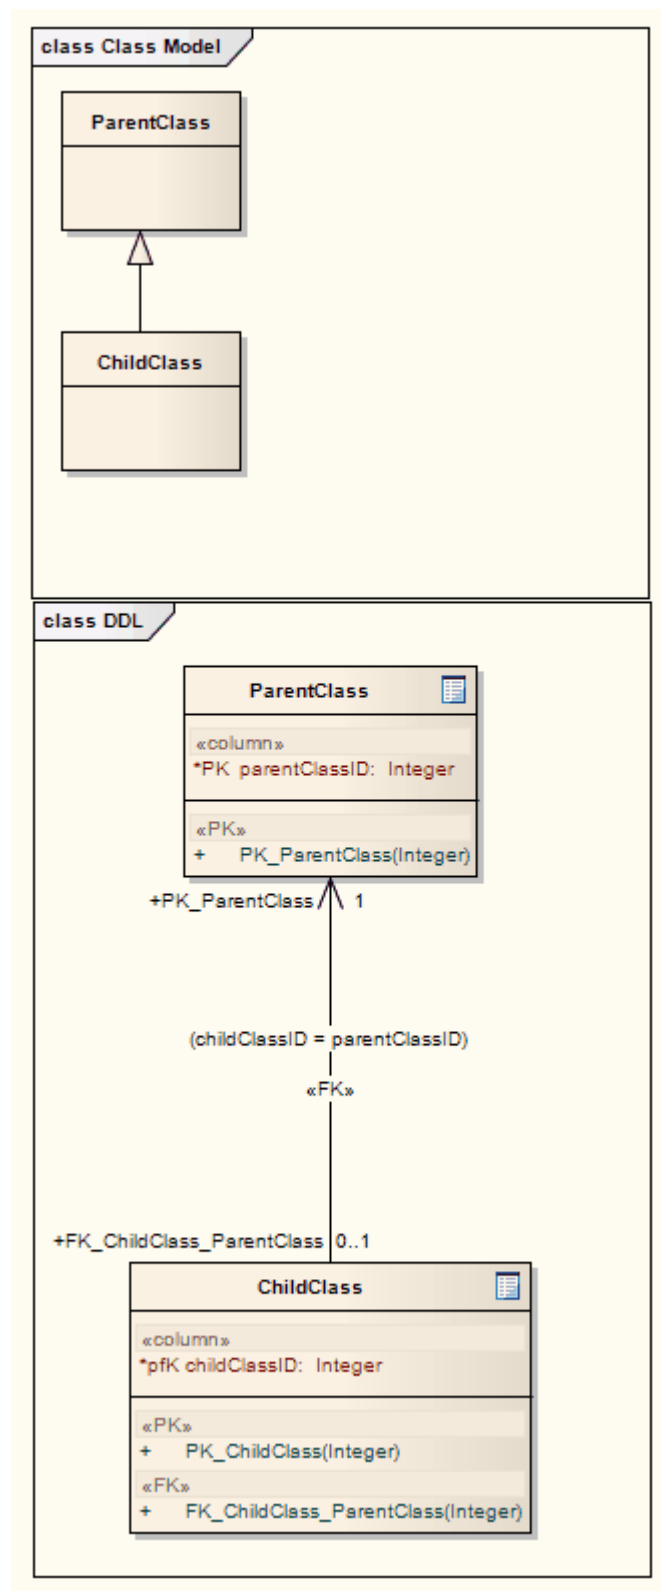 class Class Model
ParentClass
ChildClass
class DDL
ParentClass
«column»
*PK parentClassID: Integer
«PK»
+ PK_ParentClass(Integer)
+PK_ParentClass 1
(childClassID = parentClassID)
«FK»
+FK_ChildClass_ParentClass 0..1
ChildClass
«column»
*pfK childClassID: Integer
«PK»
+ PK_ChildClass(Integer)
«FK»
+ FK_ChildClass_ParentClass(Integer)